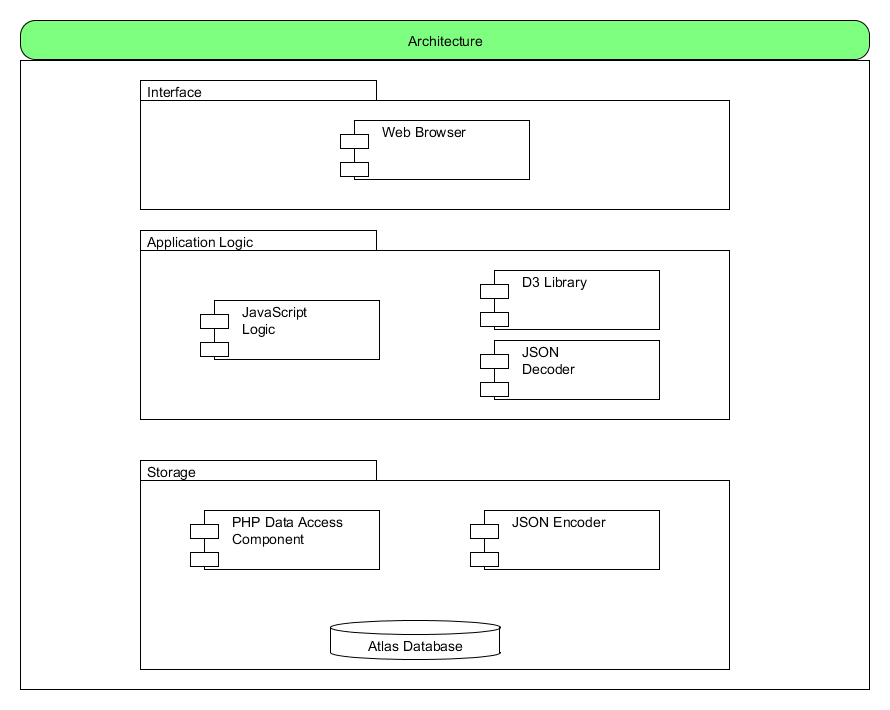 Architecture
Interface
Web Browser
Application Logic
D3 Library
JavaScript
Logic
JSON
Decoder
Storage
PHP Data Access
Component
JSON Encoder
Atlas Database